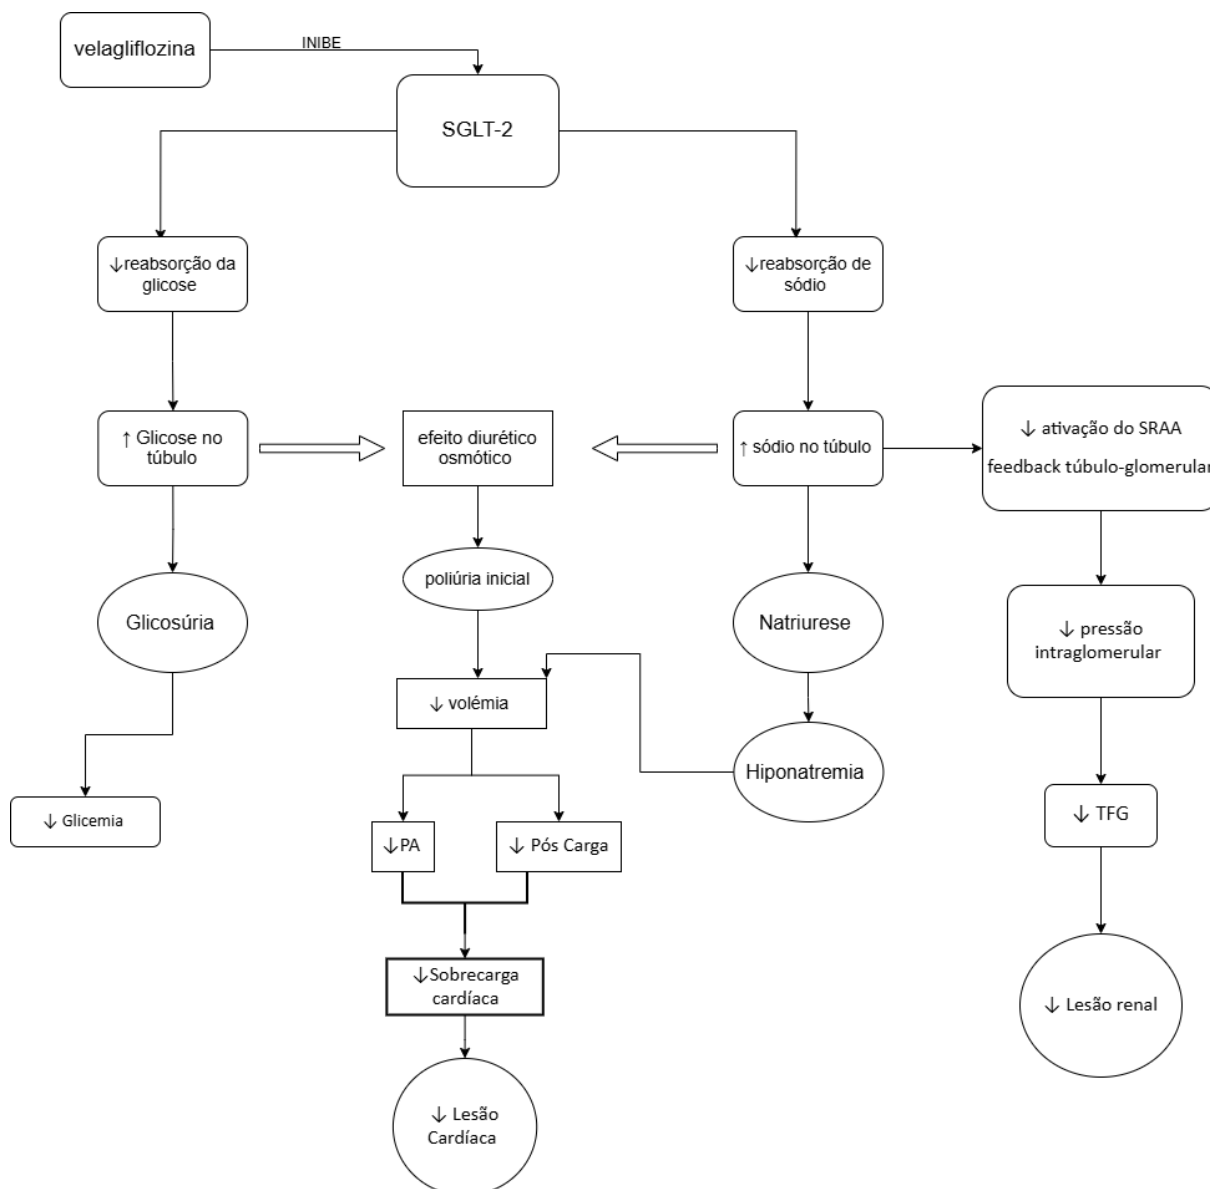 velagliflozina
INIBE
SGLT-2
↓reabsorção da
glicose
↓reabsorção de
sódio
↑ Glicose no
túbulo
efeito diurético
osmótico
↑ sódio no túbulo
↓ ativação do SRAA
feedback túbulo-glomerular
poliúria inicial
Glicosúria
Natriurese
↓ pressão
intraglomerular
↓ volémia
Hiponatremia
↓ Glicemia
↓ TFG
↓PA
↓ Pós Carga
↓Sobrecarga
cardíaca
↓ Lesão renal
↓ Lesão
Cardíaca